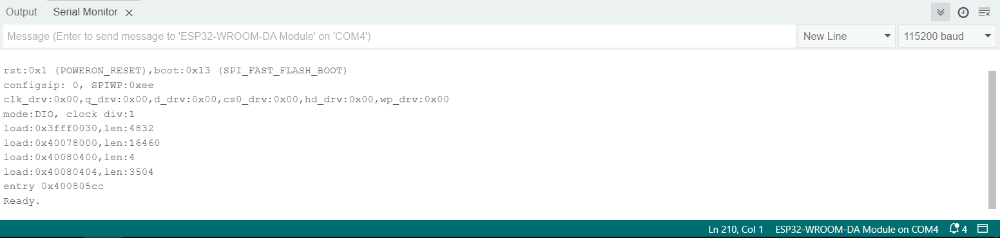 Output Serial Monitor
Message (Enter to send message to 'ESP32-WROOM-DA Module' on 'COM4') New Line 115200 baud
rst:0x1 (POWERON_RESET),boot:0x13 (SPI_FAST_FLASH_BOOT)
configsip: 0, SPIWP:0xee
clk_drv:0x00,q_drv:0x00,d_drv:0x00,cs0_drv:0x00,hd_drv:0x00,wp_drv:0x00
mode:DIO, clock div:1
load:0x3fff0030,len:4832
load:0x40078000,len:16460
load:0x40080400,len:4
load:0x40080404,len:3504
entry 0x400805cc
Ready.
Ln 210, Col 1 ESP32-WROOM-DA Module on COM4 4